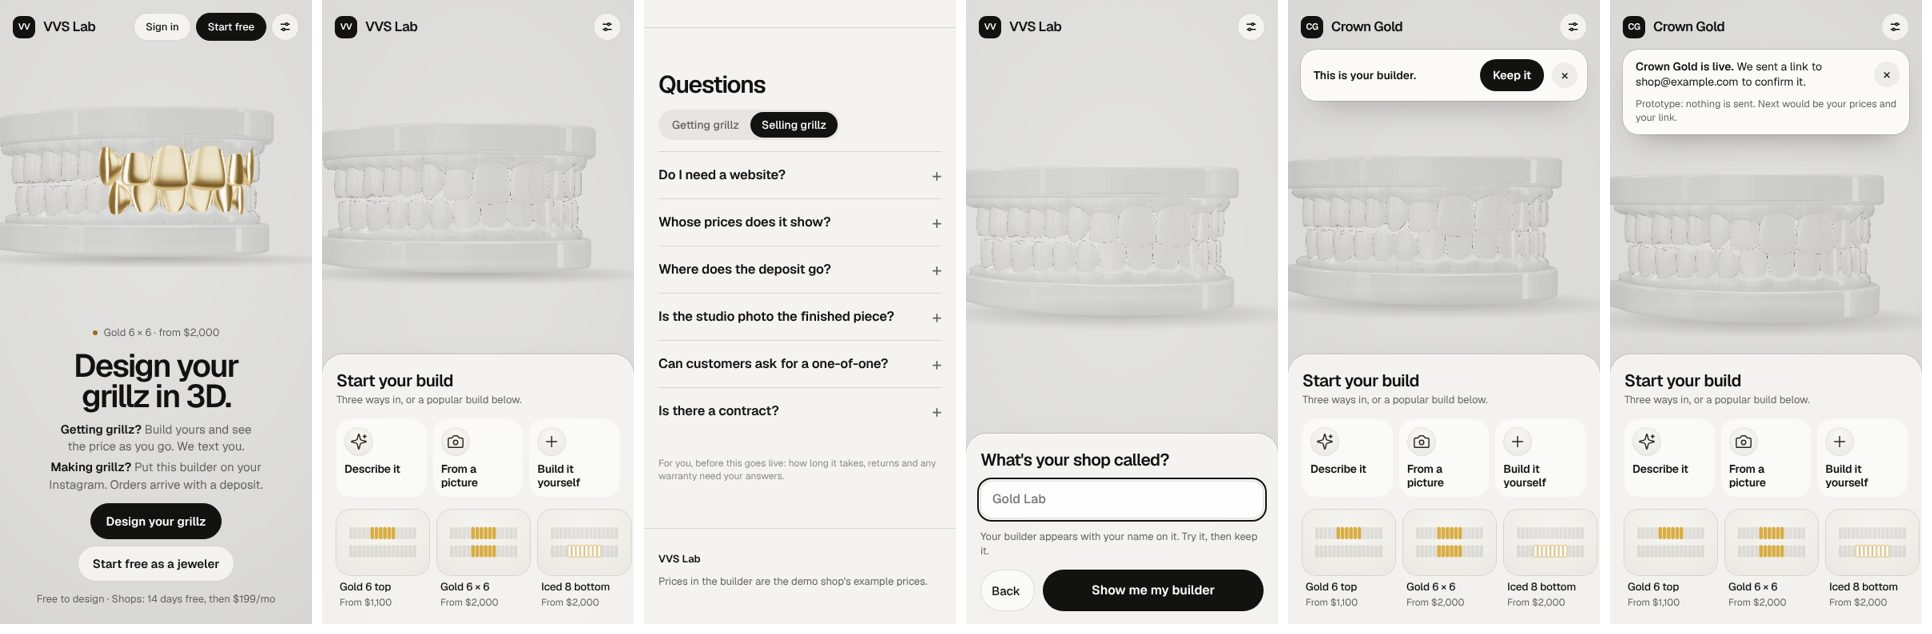 VV VVS Lab Sign in Start free
Gold 6 × 6 · from $2,000
Design your
grillz in 3D.
Getting grillz? Build yours and see
the price as you go. We text you.
Making grillz? Put this builder on your
Instagram. Orders arrive with a deposit.
Design your grillz
Start free as a jeweler
Free to design · Shops: 14 days free, then $199/mo
VV VVS Lab
Start your build
Three ways in, or a popular build below.
Describe it
From a
picture
Build it
yourself
Gold 6 top
From $1,100
Gold 6 × 6
From $2,000
Iced 8 bottom
From $2,000
Questions
Getting grillz Selling grillz
Do I need a website?
Whose prices does it show?
Where does the deposit go?
Is the studio photo the finished piece?
Can customers ask for a one-of-one?
Is there a contract?
For you, before this goes live: how long it takes, returns and any
warranty need your answers.
VVS Lab
Prices in the builder are the demo shop's example prices.
VV VVS Lab
What's your shop called?
Gold Lab
Your builder appears with your name on it. Try it, then keep
it.
Back Show me my builder
CG Crown Gold
This is your builder. Keep it
Start your build
Three ways in, or a popular build below.
Describe it
From a
picture
Build it
yourself
Gold 6 top
From $1,100
Gold 6 × 6
From $2,000
Iced 8 bottom
From $2,000
CG Crown Gold
Crown Gold is live. We sent a link to
shop@example.com to confirm it.
Prototype: nothing is sent. Next would be your prices and
your link.
Start your build
Three ways in, or a popular build below.
Describe it
From a
picture
Build it
yourself
Gold 6 top
From $1,100
Gold 6 × 6
From $2,000
Iced 8 bottom
From $2,000